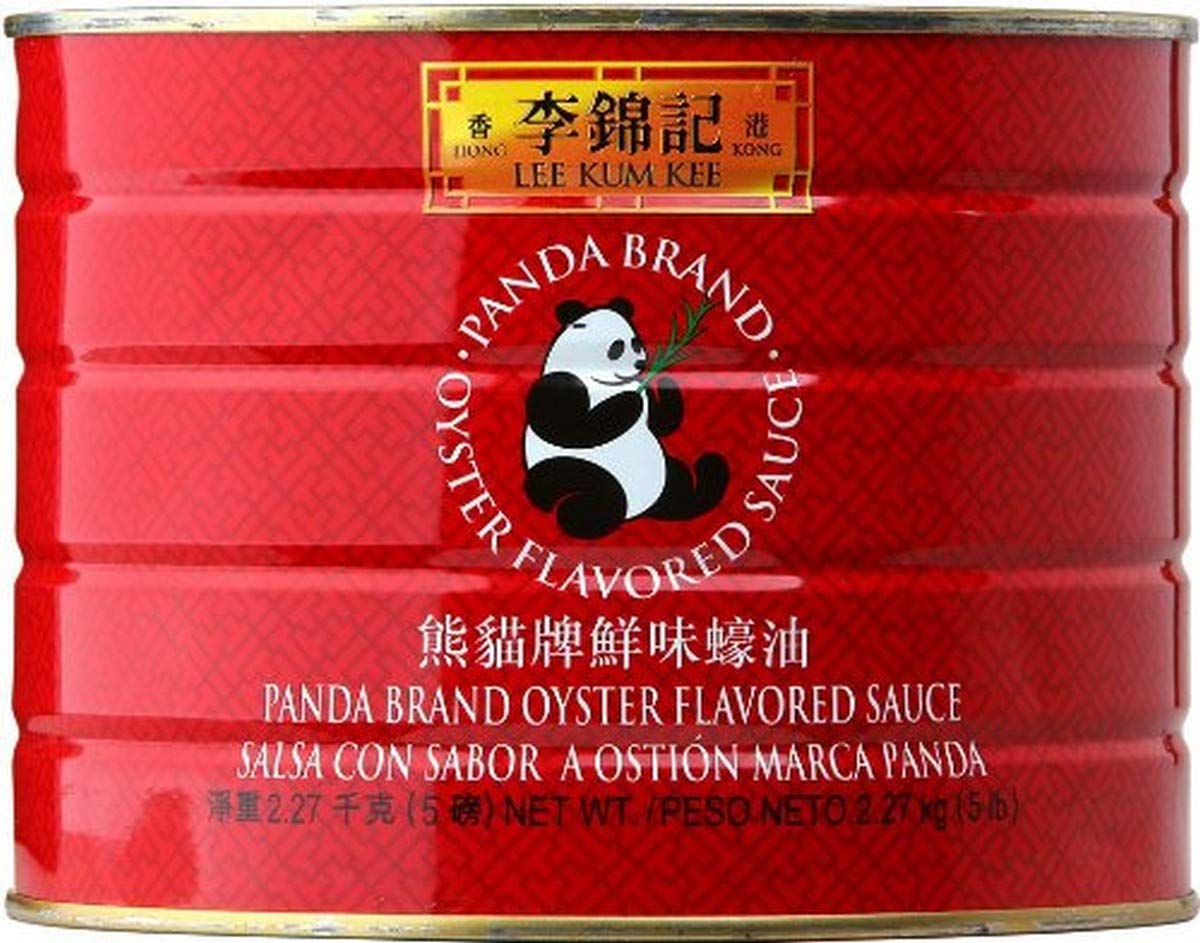 香 李錦記 港
HONG LEE KUM KEE KONG
· PANDA BRAND ·
OYSTER FLAVORED SAUCE
熊貓牌鮮味蠔油
PANDA BRAND OYSTER FLAVORED SAUCE
SALSA CON SABOR A OSTIÓN MARCA PANDA
淨重2.27 千克 (5 磅) NET WT. /PESO NETO 2.27 kg (5 lb)